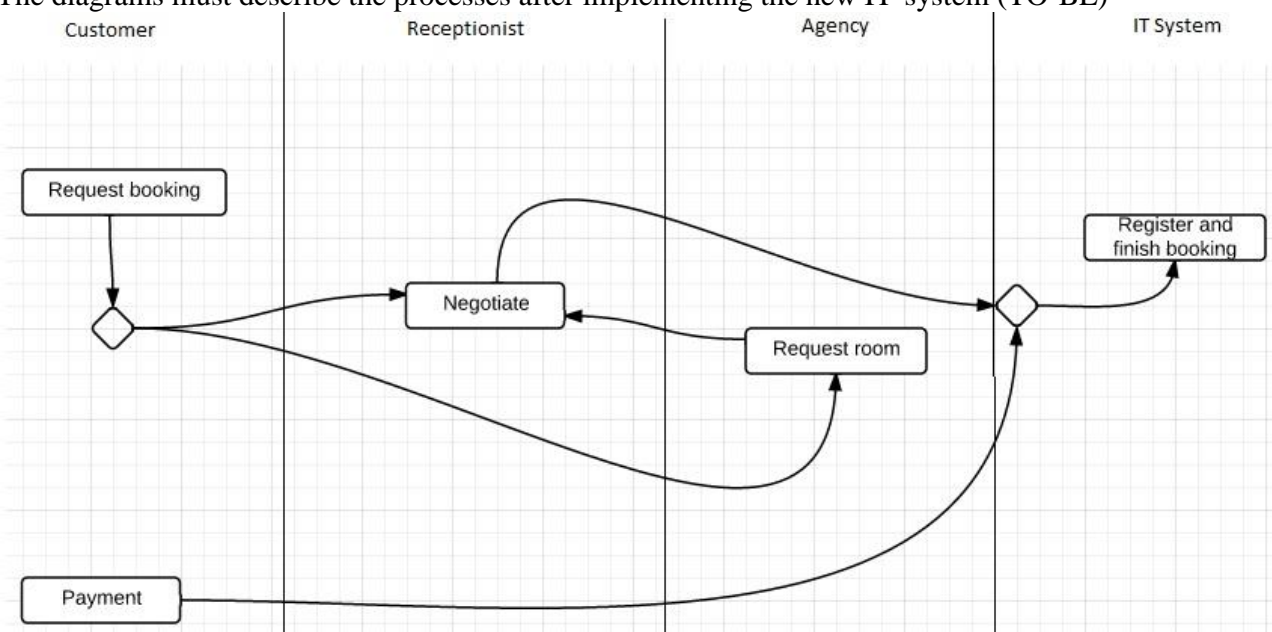 The diagrams must describe the processes after implementing the new IT system (TO-BE)
Customer
Receptionist
Agency
IT System
Request booking
Register and
finish booking
Negotiate
Request room
Payment